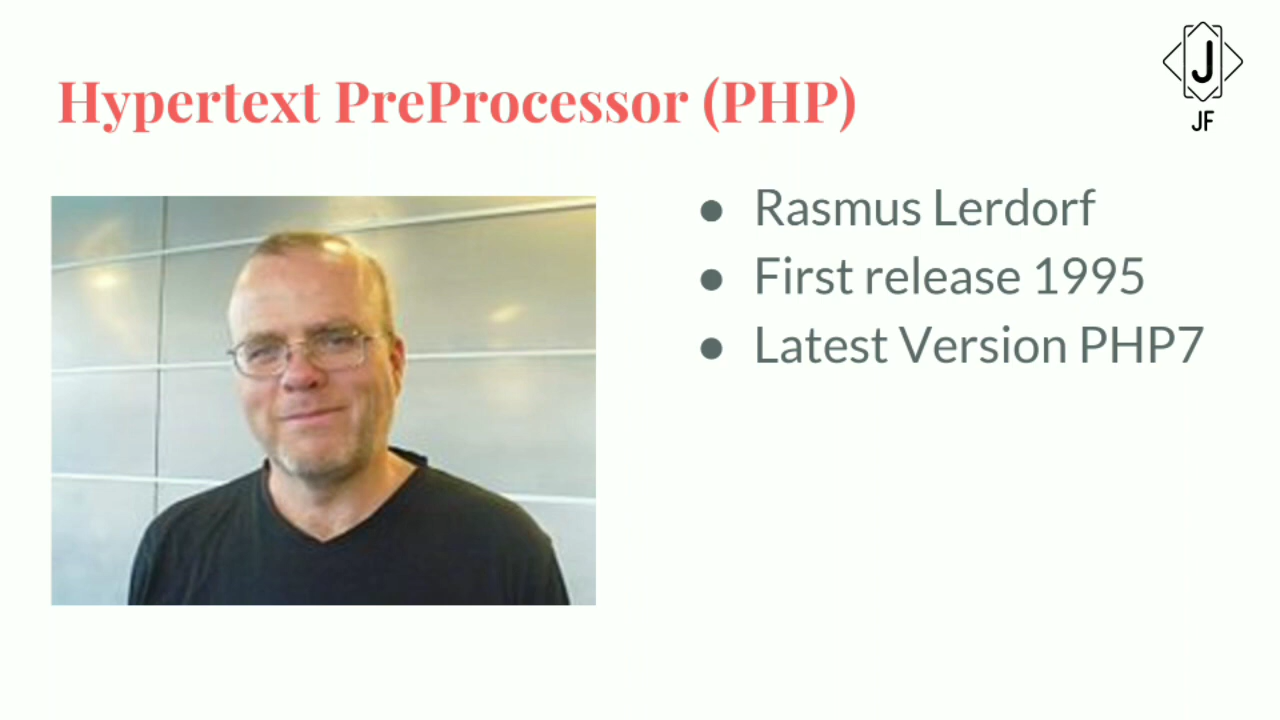 Hypertext PreProcessor (PHP)
J
JF
Rasmus Lerdorf
First release 1995
Latest Version PHP7